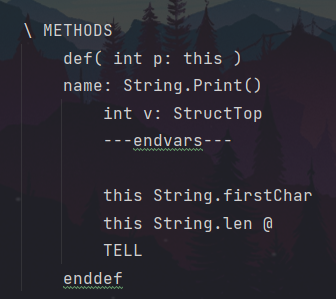 \ METHODS
def( int p: this )
name: String.Print()
int v: StructTop
---endvars---
this String.firstChar
this String.len @
TELL
enddef